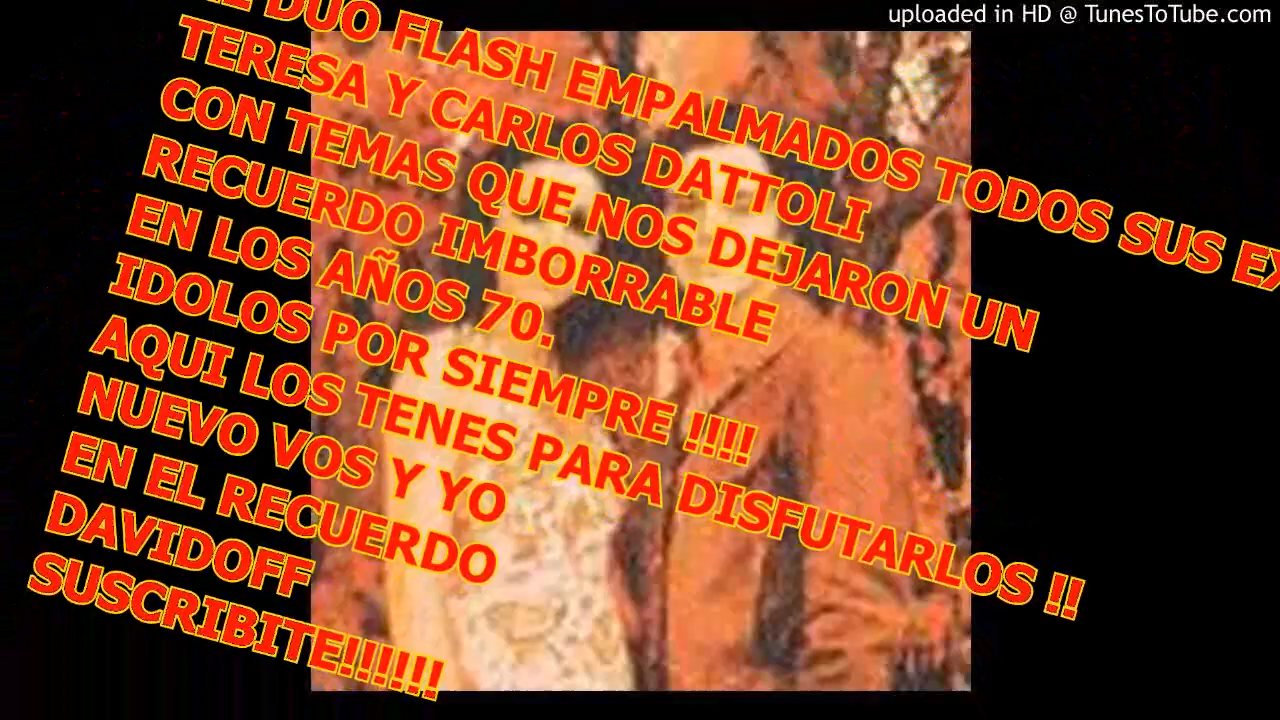 uploaded in HD @ TunesToTube.com
DUO FLASH EMPALMADOS TODOS SUS
TERESA Y CARLOS DATTOLI
CON TEMAS QUE NOS DEJARON UN
RECUERDO IMBORRABLE
EN LOS AÑOS 70.
IDOLOS POR SIEMPRE !!!!
AQUI LOS TENES PARA DISFUTARLOS !!
NUEVO VOS Y YO
EN EL RECUERDO
DAVIDOFF
SUSCRIBITE!!!!!!